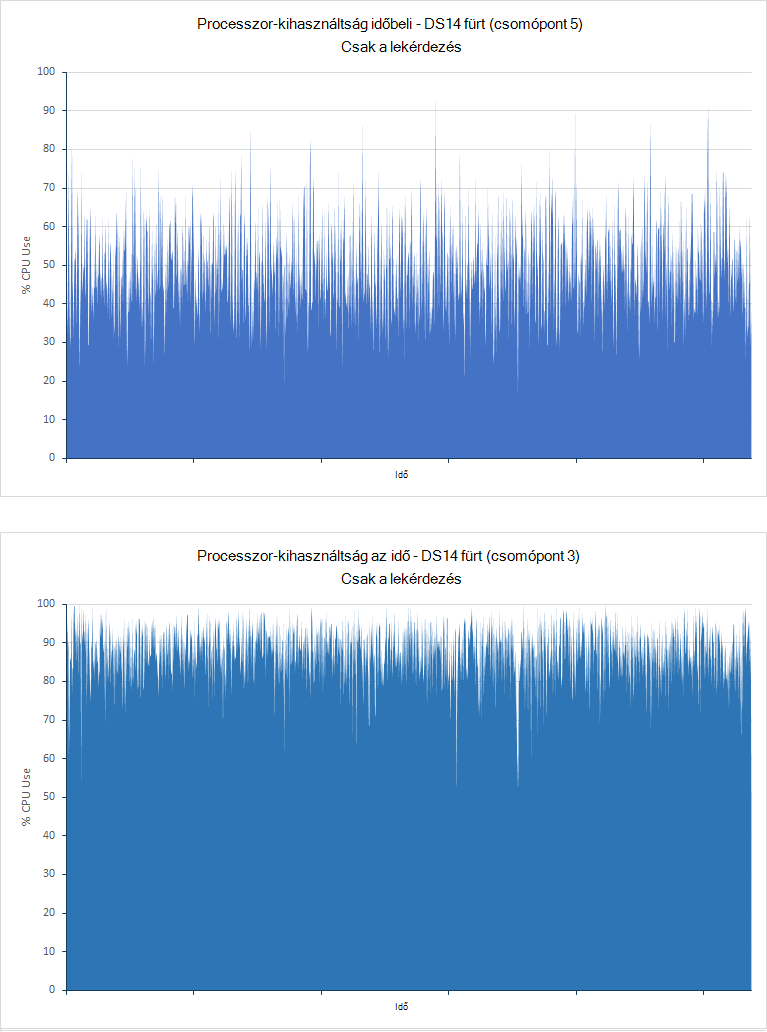 Processzor-kihasználtság időbeli - DS14 fürt (csomópont 5)
Csak a lekérdezés
100
90
80
70
60
50
40
30
20
10
0
% CPU Use
Idő
Processzor-kihasználtság az idő - DS14 fürt (csomópont 3)
Csak a lekérdezés
100
90
80
70
60
50
40
30
20
10
0
% CPU Use
Idő